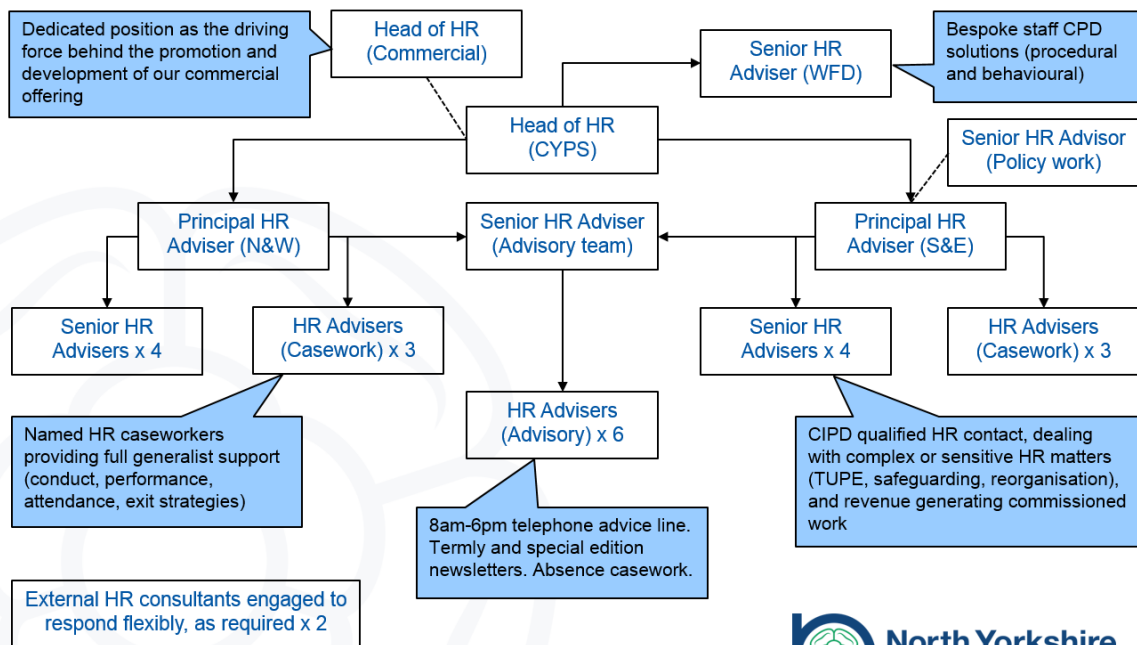 Dedicated position as the driving
force behind the promotion and
development of our commercial
offering
Head of HR
(Commercial)
Senior HR
Adviser (WFD)
Bespoke staff CPD
solutions (procedural
and behavioural)
Head of HR
(CYPS)
Senior HR Advisor
(Policy work)
Principal HR
Adviser (N&W)
Senior HR Adviser
(Advisory team)
Principal HR
Adviser (S&E)
Senior HR
Advisers x 4
HR Advisers
(Casework) x 3
Senior HR
Advisers x 4
HR Advisers
(Casework) x 3
HR Advisers
(Advisory) x 6
Named HR caseworkers
providing full generalist support
(conduct, performance,
attendance, exit strategies)
CIPD qualified HR contact, dealing
with complex or sensitive HR matters
(TUPE, safeguarding, reorganisation),
and revenue generating commissioned
work
8am-6pm telephone advice line.
Termly and special edition
newsletters. Absence casework.
External HR consultants engaged to
respond flexibly, as required x 2
North Yorkshire